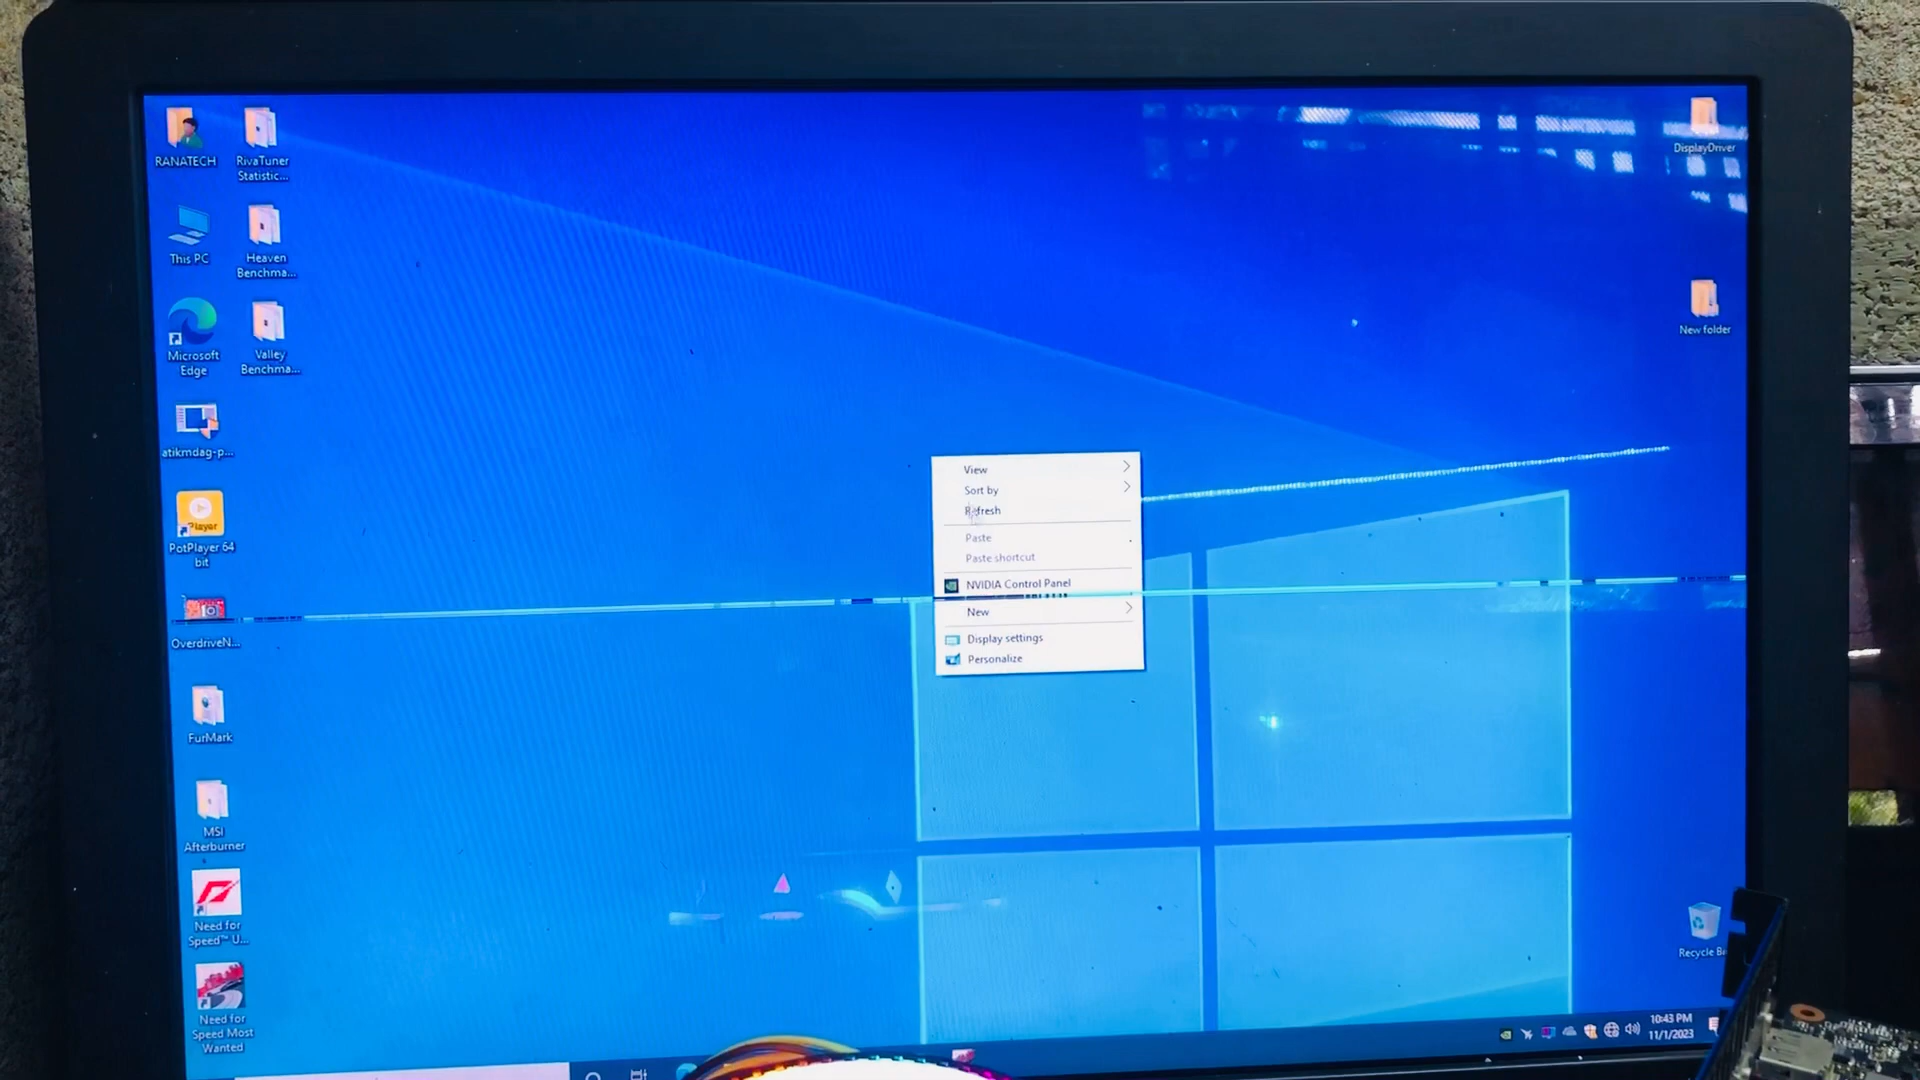 RANATECH
RivaTuner
Statistic...
This PC
Heaven
Benchma...
Microsoft
Edge
Valley
Benchma...
atikmdag-p...
Player
PotPlayer 64
bit
OverdriveN...
FurMark
MSI
Afterburner
Need for
Speed™ U...
Need for
Speed Most
Wanted
View
Sort by
Refresh
Paste
Paste shortcut
NVIDIA Control Panel
New
Display settings
Personalize
DisplayDriver
New folder
Recycle Bi
10:43 PM
11/1/2023